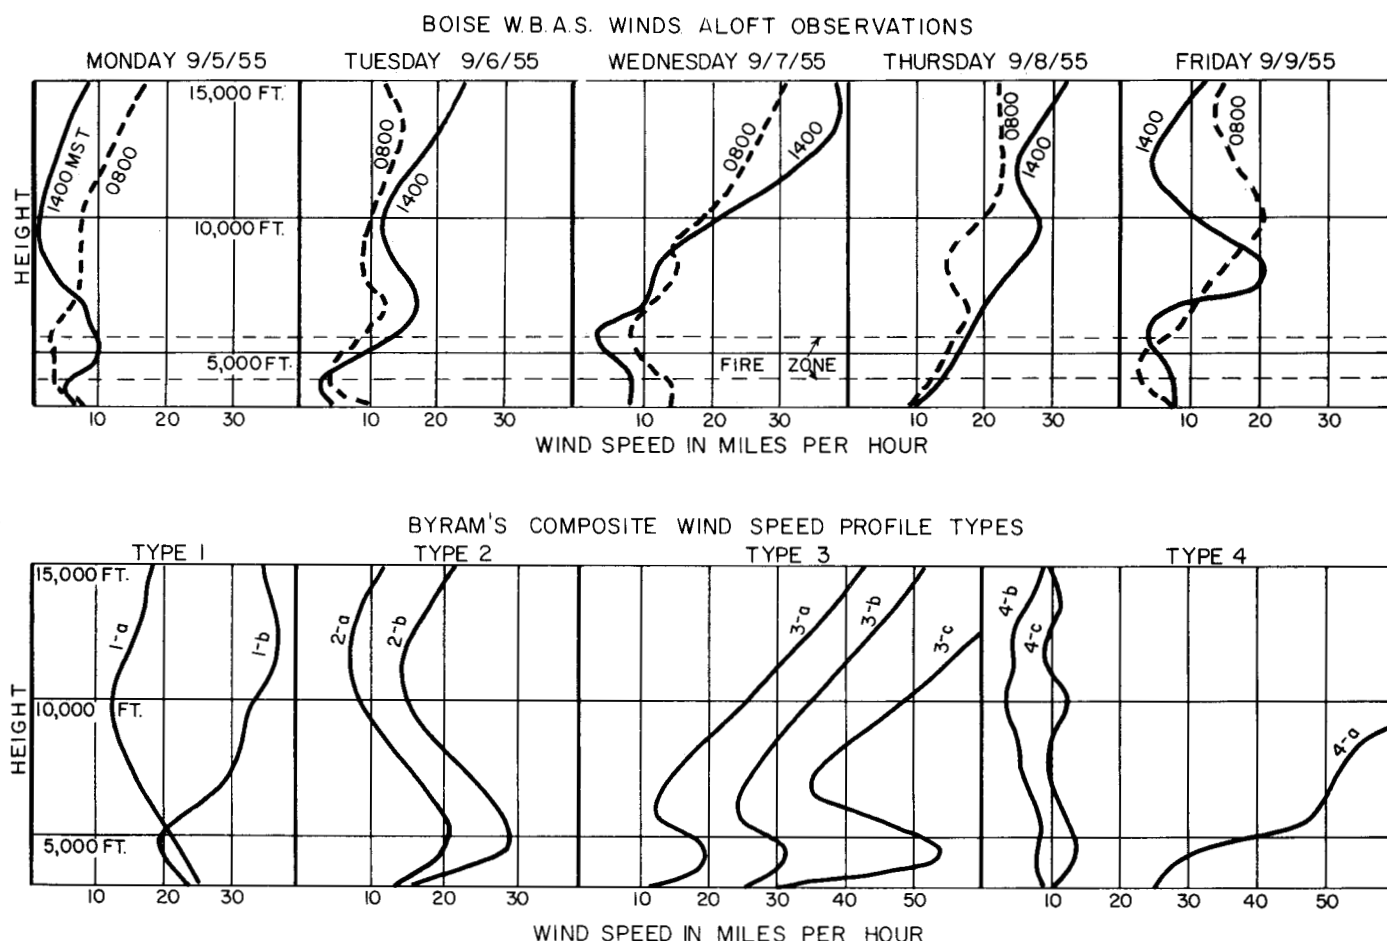 BOISE W.B.A.S. WINDS ALOFT OBSERVATIONS
MONDAY 9/5/55 TUESDAY 9/6/55 WEDNESDAY 9/7/55 THURSDAY 9/8/55 FRIDAY 9/9/55
HEIGHT
15,000 FT.
10,000 FT.
5,000 FT.
1400 MST
0800
0800
1400
0800
1400
0800
1400
1400
0800
FIRE ZONE
10 20 30 10 20 30 10 20 30 10 20 30 10 20 30
WIND SPEED IN MILES PER HOUR
BYRAM'S COMPOSITE WIND SPEED PROFILE TYPES
TYPE 1 TYPE 2 TYPE 3 TYPE 4
HEIGHT
15,000 FT.
10,000 FT.
5,000 FT.
1-a
1-b
2-a
2-b
3-a
3-b
3-c
4-b
4-c
4-a
10 20 30 10 20 30 10 20 30 40 50 10 20 30 40 50
WIND SPEED IN MILES PER HOUR